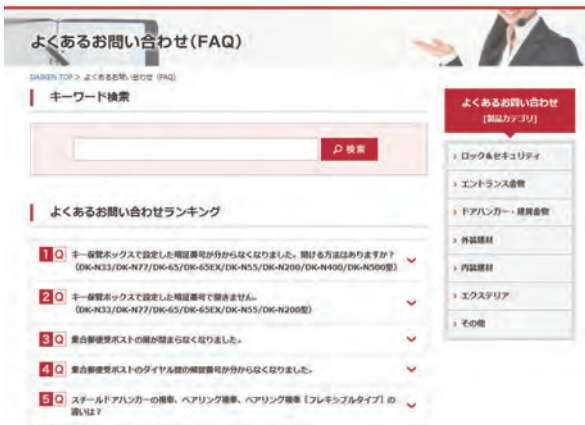 よくあるお問い合わせ(FAQ)
DAIKEN TOP > よくあるお問い合わせ (FAQ)
キーワード検索
検索
よくあるお問い合わせランキング
1 Q キー保管ボックスで設定した暗証番号が分からなくなりました。開ける方法はありますか?
(DK-N33/DK-N77/DK-65/DK-65EX/DK-N55/DK-N200/DK-N400/DK-N500型)
2 Q キー保管ボックスで設定した暗証番号で開きません。
(DK-N33/DK-N77/DK-65/DK-65EX/DK-N55/DK-N200型)
3 Q 集合郵便受ポストの扉が閉まらなくなりました。
4 Q 集合郵便受ポストのダイヤル錠の解錠番号が分からなくなりました。
5 Q スチールドアハンガーの複車、ベアリング複車、ベアリング複車 [フレキシブルタイプ] の
違いは?
よくあるお問い合わせ
[製品カテゴリ]
› ロック&セキュリティ
› エントランス金物
› ドアハンガー・建具金物
› 外装建材
› 内装建材
› エクステリア
› その他